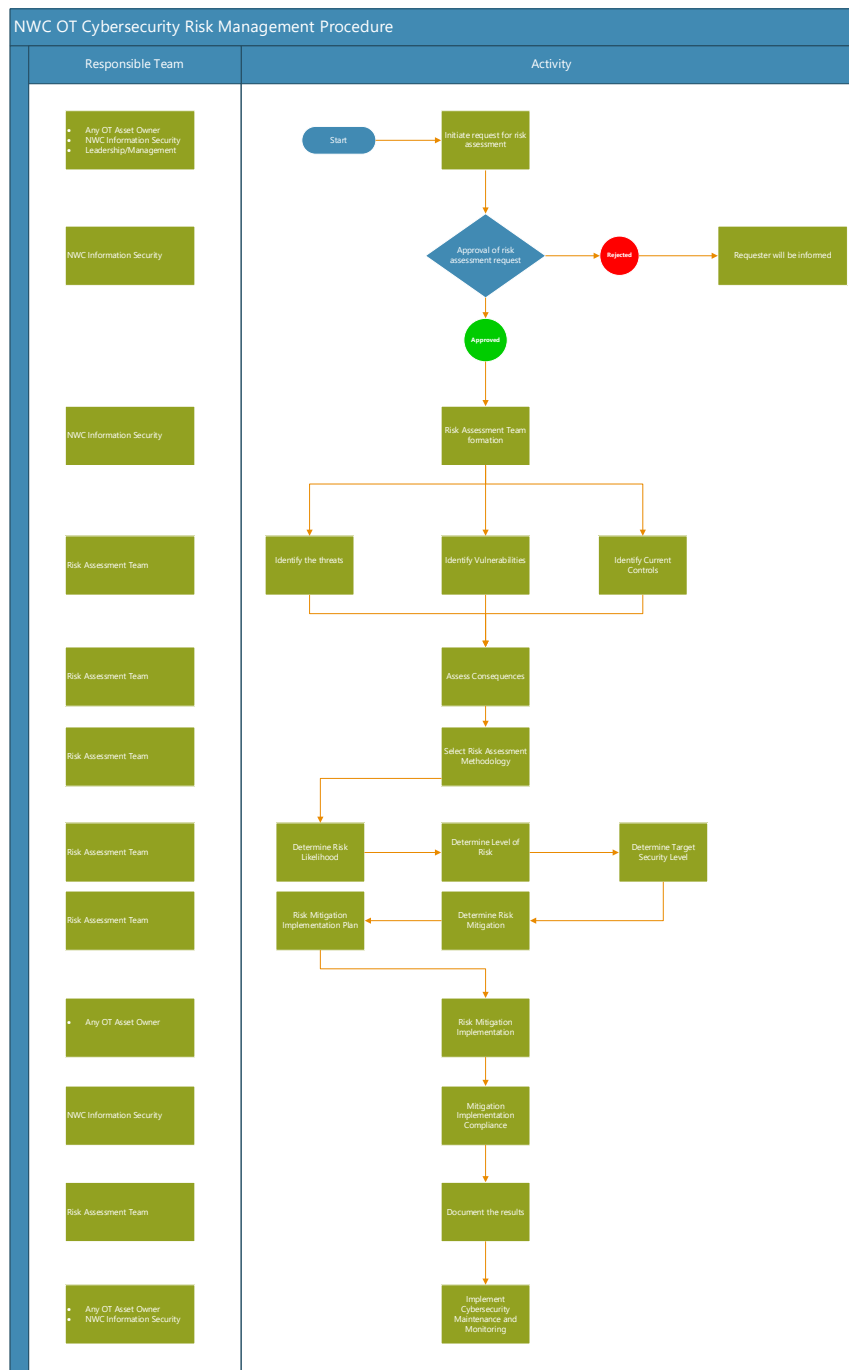 NWC OT Cybersecurity Risk Management Procedure
Responsible Team
Activity
• Any OT Asset Owner
• NWC Information Security
• Leadership/Management
Start
Initiate request for risk
assessment
NWC Information Security
Approval of risk
assessment request
Rejected
Requester will be informed
Approved
NWC Information Security
Risk Assessment Team
formation
Risk Assessment Team
Identify the threats
Identify Vulnerabilities
Identify Current
Controls
Risk Assessment Team
Assess Consequences
Risk Assessment Team
Select Risk Assessment
Methodology
Risk Assessment Team
Determine Risk
Likelihood
Determine Level of
Risk
Determine Target
Security Level
Risk Assessment Team
Risk Mitigation
Implementation Plan
Determine Risk
Mitigation
• Any OT Asset Owner
Risk Mitigation
Implementation
NWC Information Security
Mitigation
Implementation
Compliance
Risk Assessment Team
Document the results
• Any OT Asset Owner
• NWC Information Security
Implement
Cybersecurity
Maintenance and
Monitoring